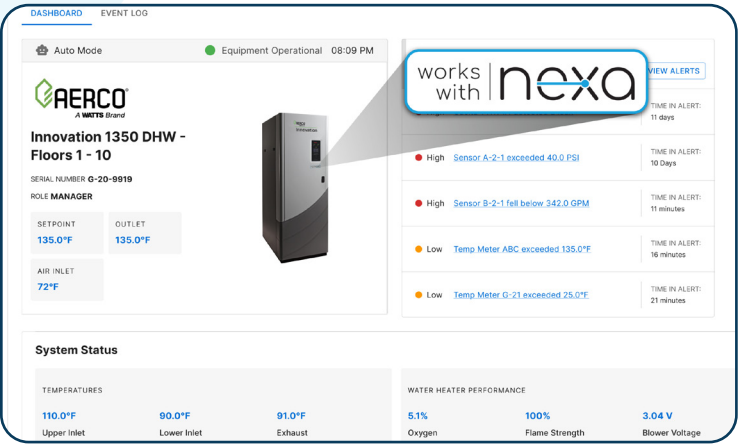 DASHBOARD
EVENT LOG
Auto Mode
Equipment Operational 08:09 PM
AERCO
A WATTS Brand
Innovation 1350 DHW -
Floors 1 - 10
SERIAL NUMBER G-20-9919
ROLE MANAGER
SETPOINT
135.0°F
OUTLET
135.0°F
AIR INLET
72°F
works
with
nexa
VIEW ALERTS
TIME IN ALERT:
11 days
High Sensor A-2-1 exceeded 40.0 PSI
TIME IN ALERT:
10 Days
High Sensor B-2-1 fell below 342.0 GPM
TIME IN ALERT:
11 minutes
Low Temp Meter ABC exceeded 135.0°F
TIME IN ALERT:
16 minutes
Low Temp Meter G-21 exceeded 25.0°F
TIME IN ALERT:
21 minutes
System Status
TEMPERATURES
110.0°F
Upper Inlet
90.0°F
Lower Inlet
91.0°F
Exhaust
WATER HEATER PERFORMANCE
5.1%
Oxygen
100%
Flame Strength
3.04 V
Blower Voltage